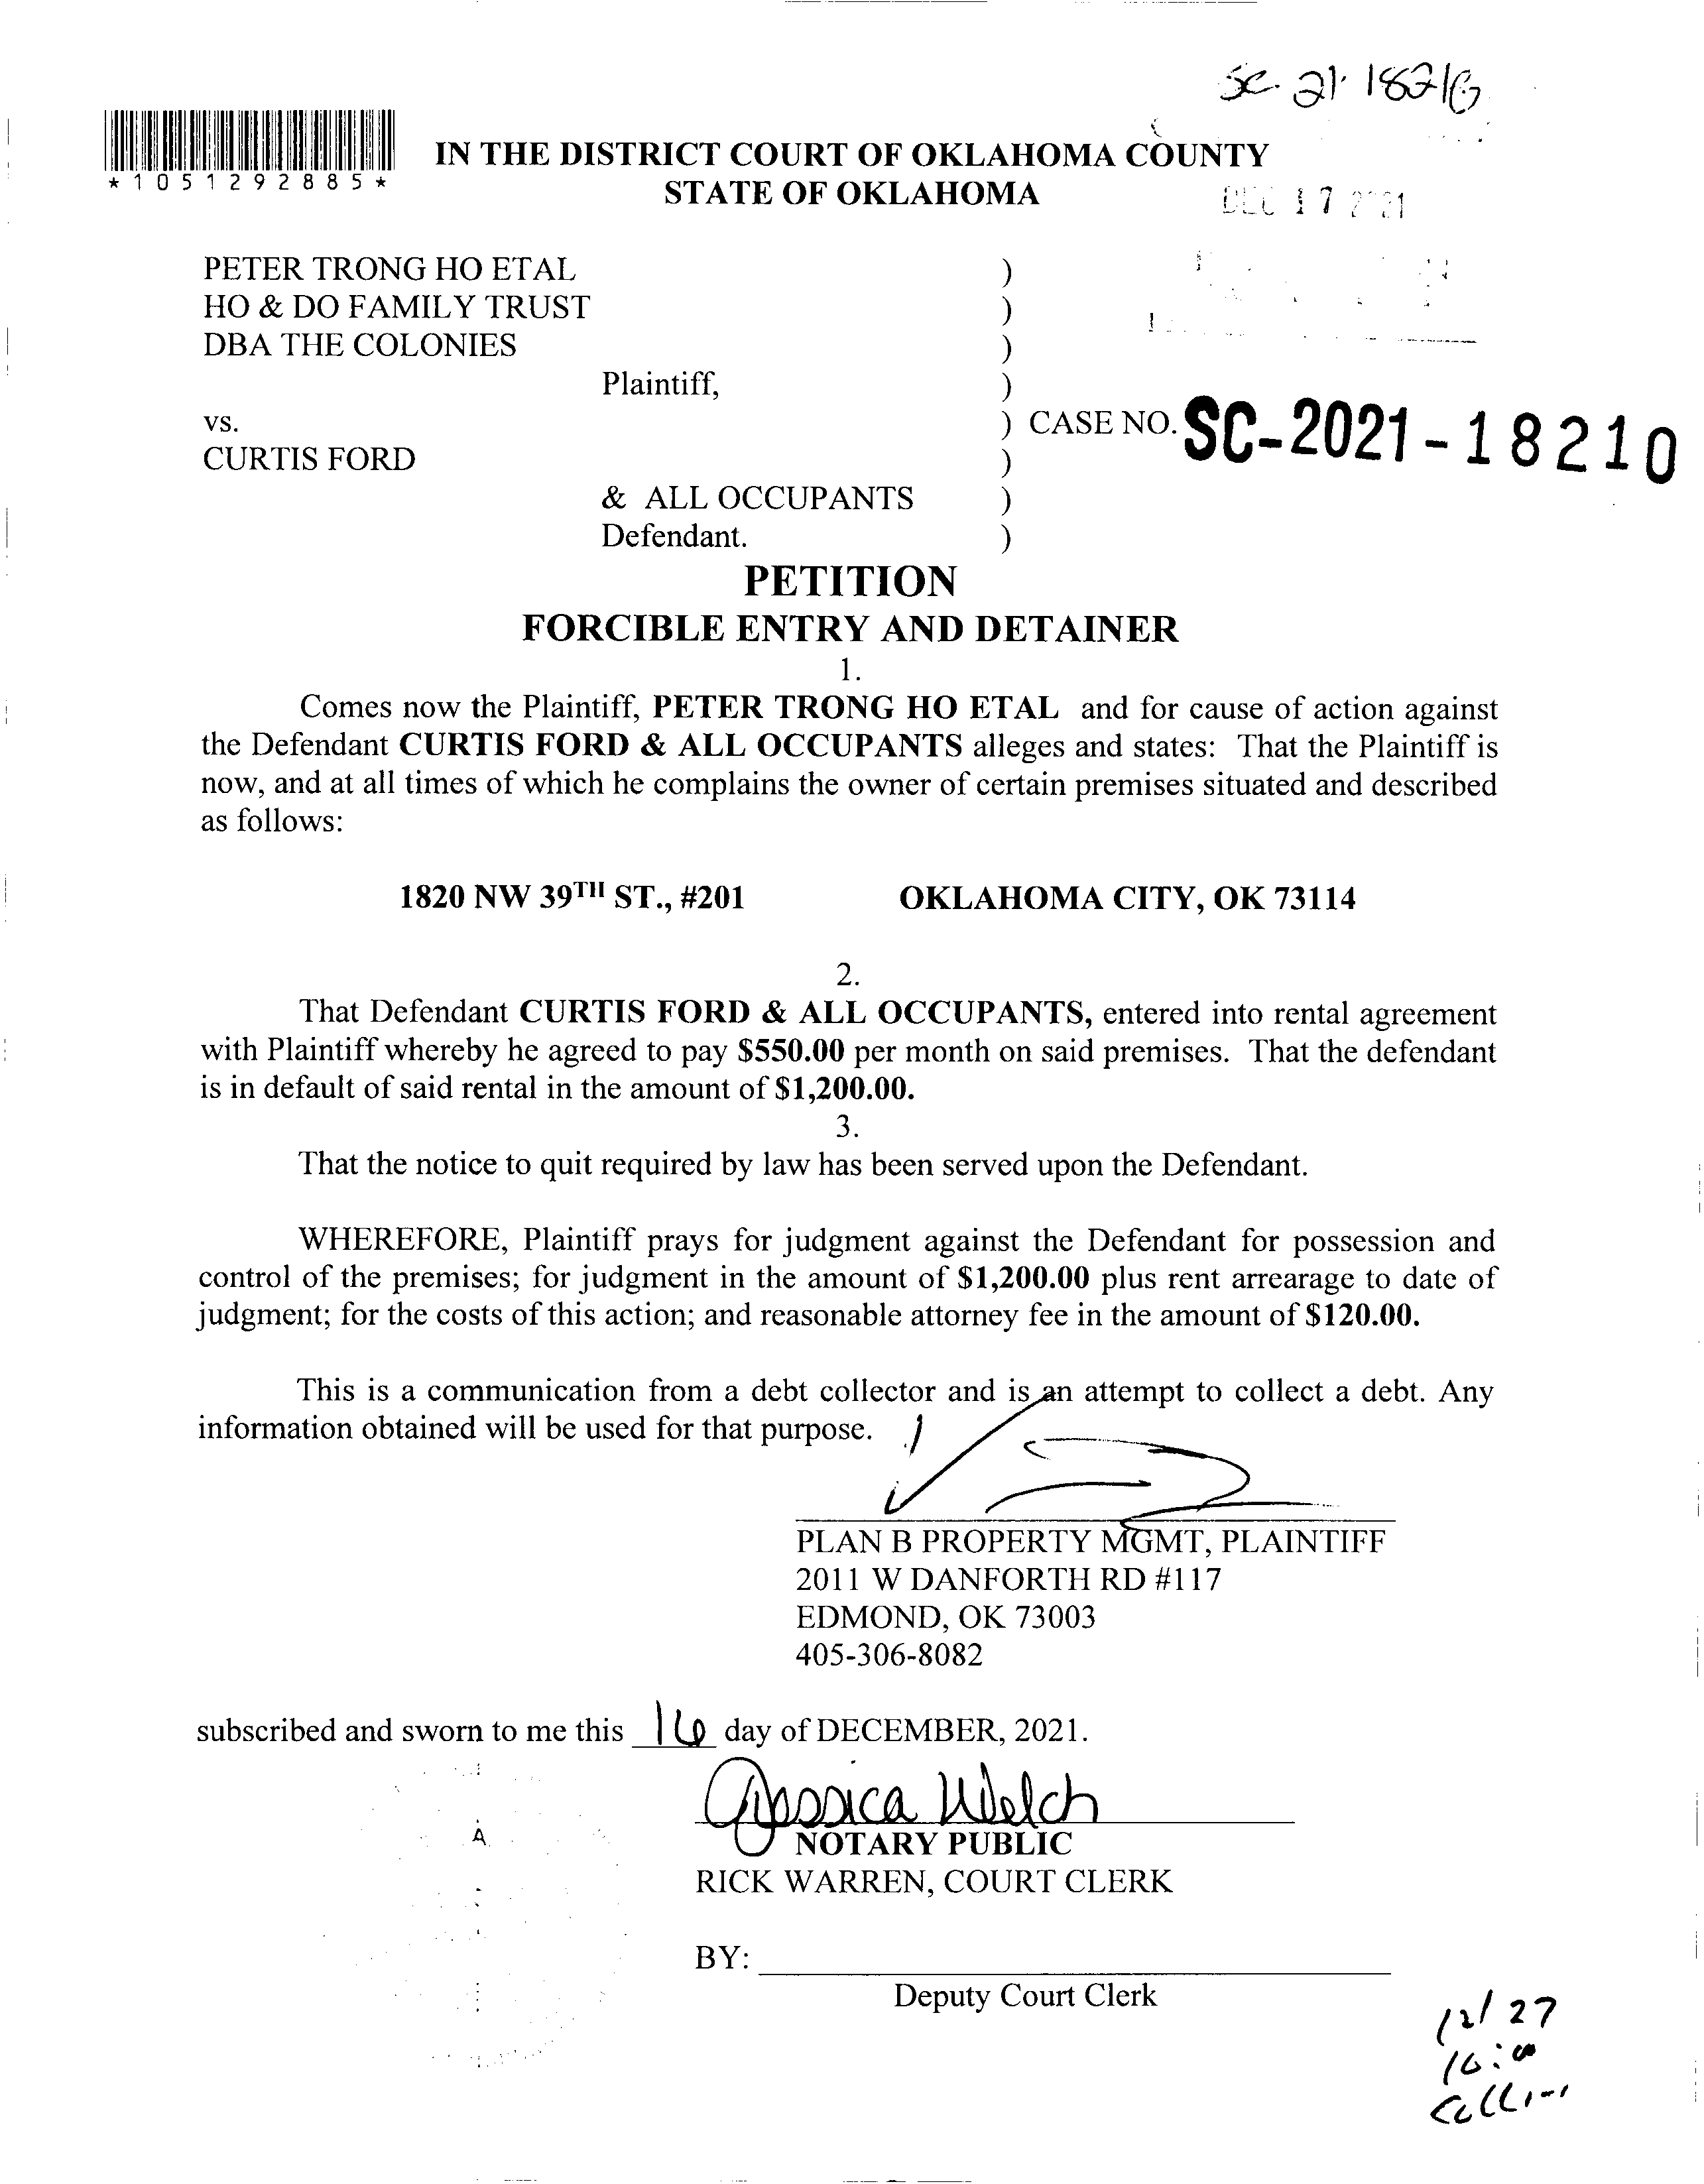 SC-21-18210
*1051292885*
IN THE DISTRICT COURT OF OKLAHOMA COUNTY
STATE OF OKLAHOMA
DEC 17 2021
PETER TRONG HO ETAL )
HO & DO FAMILY TRUST )
DBA THE COLONIES )
Plaintiff, )
vs. ) CASE NO. SC-2021-18210
CURTIS FORD )
& ALL OCCUPANTS )
Defendant. )
PETITION
FORCIBLE ENTRY AND DETAINER
1.
Comes now the Plaintiff, PETER TRONG HO ETAL and for cause of action against
the Defendant CURTIS FORD & ALL OCCUPANTS alleges and states: That the Plaintiff is
now, and at all times of which he complains the owner of certain premises situated and described
as follows:
1820 NW 39TH ST., #201 OKLAHOMA CITY, OK 73114
2.
That Defendant CURTIS FORD & ALL OCCUPANTS, entered into rental agreement
with Plaintiff whereby he agreed to pay $550.00 per month on said premises. That the defendant
is in default of said rental in the amount of $1,200.00.
3.
That the notice to quit required by law has been served upon the Defendant.
WHEREFORE, Plaintiff prays for judgment against the Defendant for possession and
control of the premises; for judgment in the amount of $1,200.00 plus rent arrearage to date of
judgment; for the costs of this action; and reasonable attorney fee in the amount of $120.00.
This is a communication from a debt collector and is an attempt to collect a debt. Any
information obtained will be used for that purpose.
PLAN B PROPERTY MGMT, PLAINTIFF
2011 W DANFORTH RD #117
EDMOND, OK 73003
405-306-8082
subscribed and sworn to me this 16 day of DECEMBER, 2021.
Jessica Welch
NOTARY PUBLIC
RICK WARREN, COURT CLERK
BY:
Deputy Court Clerk
12/27